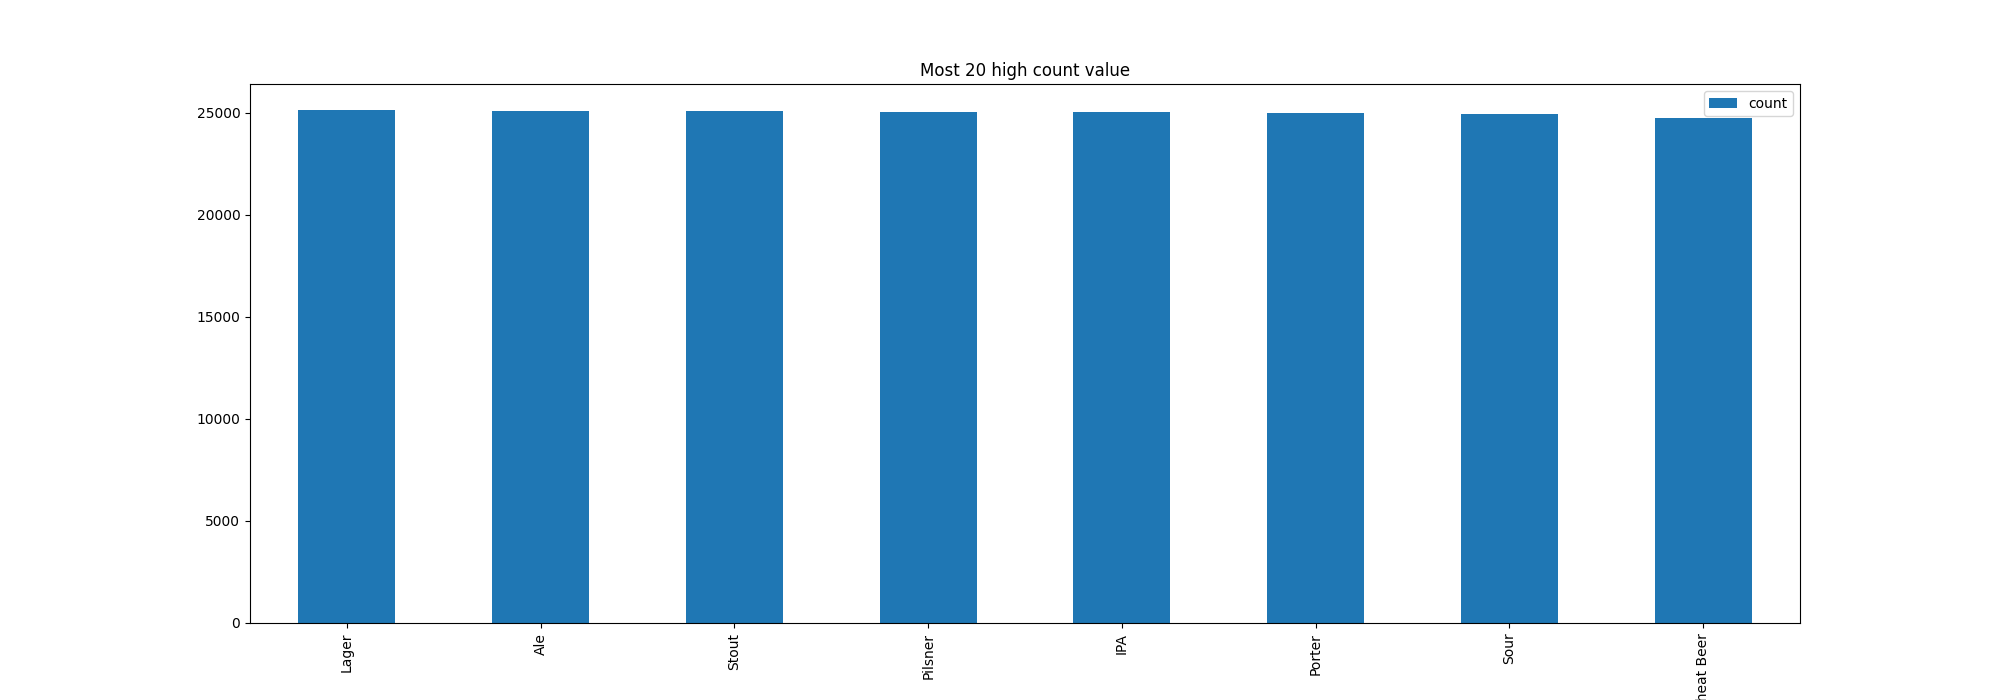 Most 20 high count value
count
25000
20000
15000
10000
5000
0
Lager
Ale
Stout
Pilsner
IPA
Porter
Sour
Beer